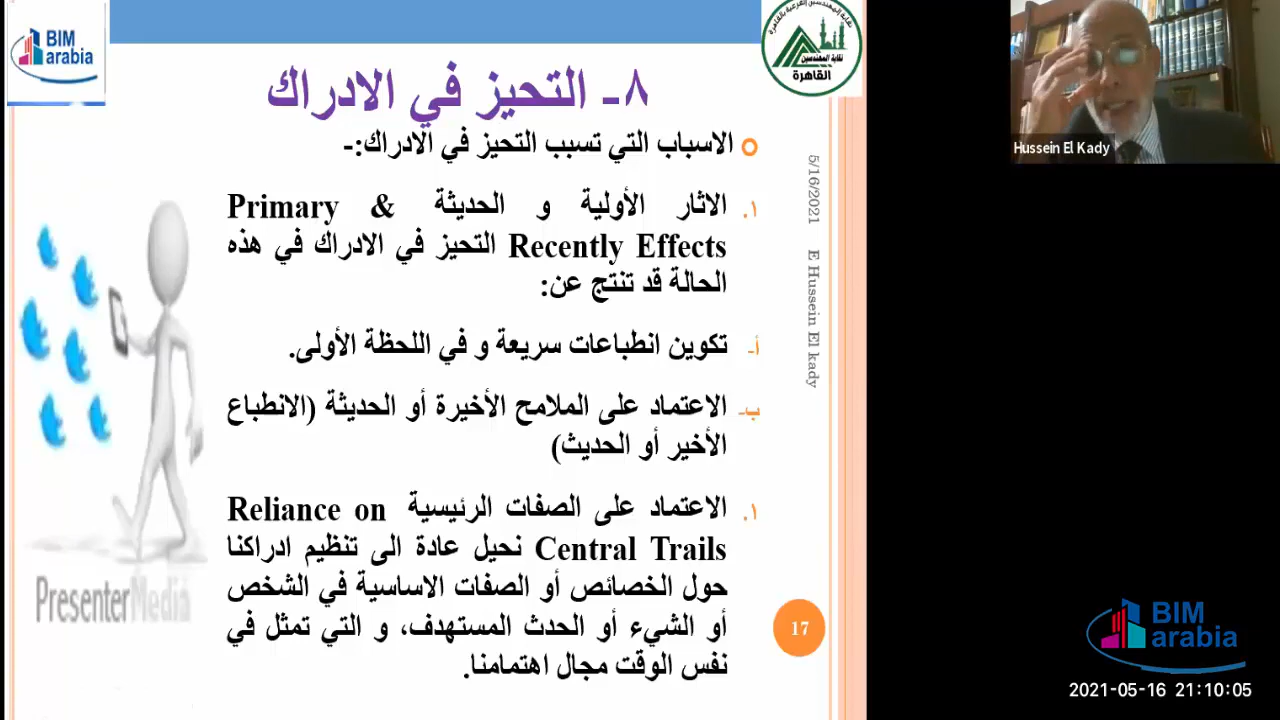 BIM
arabia
نقابة المهندسين الفرعية بالقاهرة
نقابة المهندسين
القاهرة
٨- التحيز في الادراك
الاسباب التي تسبب التحيز في الادراك:-
١. الاثار الأولية و الحديثة Primary &
Recently Effects التحيز في الادراك في هذه
الحالة قد تنتج عن:
أ- تكوين انطباعات سريعة و في اللحظة الأولى.
ب- الاعتماد على الملامح الأخيرة أو الحديثة (الانطباع
الأخير أو الحديث)
١. الاعتماد على الصفات الرئيسية Reliance on
Central Trails نحيل عادة الى تنظيم ادراكنا
حول الخصائص أو الصفات الاساسية في الشخص
أو الشيء أو الحدث المستهدف، و التي تمثل في
نفس الوقت مجال اهتمامنا.
PresenterMedia
5/16/2021
E Hussein El kady
17
Hussein El Kady
BIM
arabia
2021-05-16 21:10:05